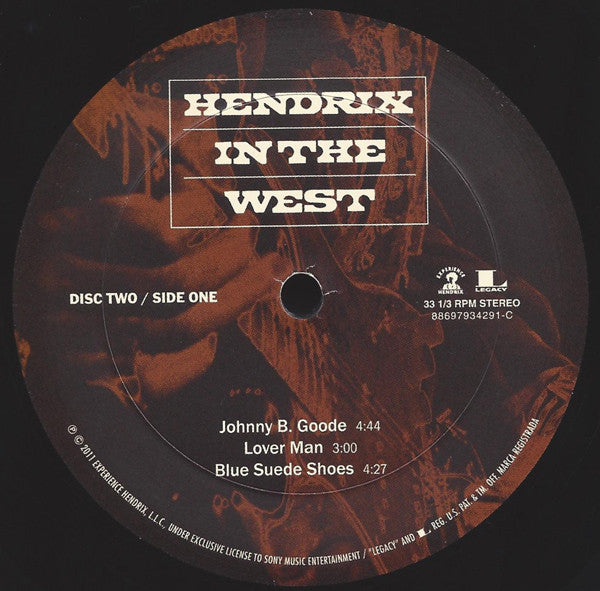 HENDRIX
IN THE
WEST
DISC TWO / SIDE ONE
EXPERIENCE
HENDRIX
L
LEGACY
33 1/3 RPM STEREO
88697934291-C
Johnny B. Goode 4:44
Lover Man 3:00
Blue Suede Shoes 4:27
℗ © 2011 EXPERIENCE HENDRIX, L.L.C., UNDER EXCLUSIVE LICENSE TO SONY MUSIC ENTERTAINMENT / "LEGACY" AND L REG. U.S. PAT. & TM. OFF. MARCA REGISTRADA